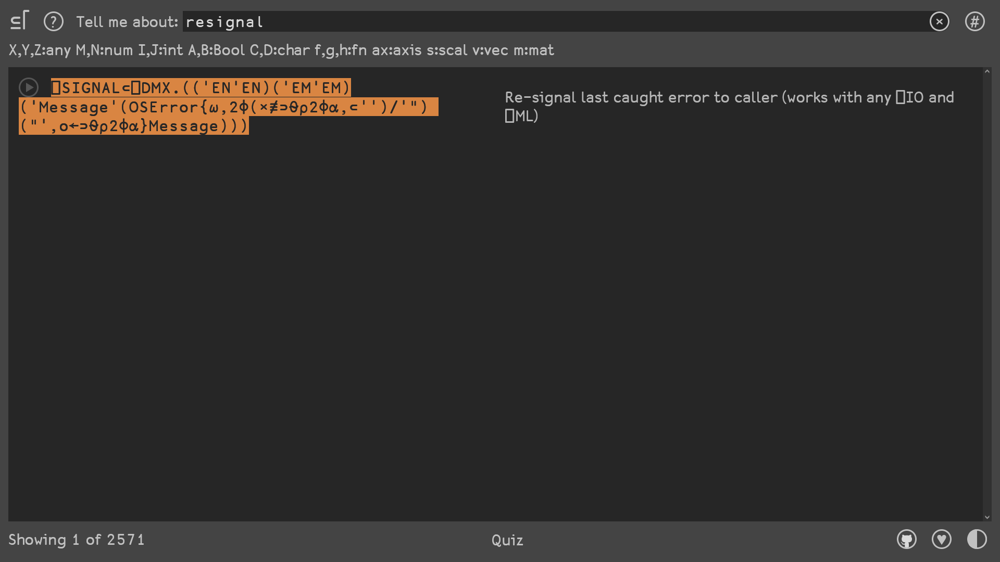 Tell me about: resignal
X,Y,Z:any M,N:num I,J:int A,B:Bool C,D:char f,g,h:fn ax:axis s:scal v:vec m:mat
⎕SIGNAL⊂⎕DMX.(('EN'EN)('EM'EM)
('Message'(OSError{⍵,2⌽(×≢⊃⍬⍴2⌽⍺,⊂'')/'")
("',o←⊃⍬⍴2⌽⍺}Message)))
Re-signal last caught error to caller (works with any ⎕IO and
⎕ML)
Showing 1 of 2571
Quiz